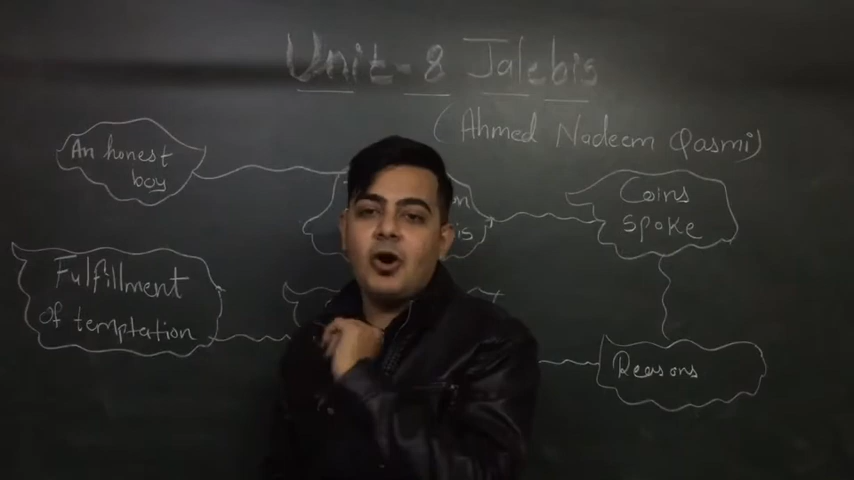 Unit-8 Jalebis
(Ahmed Nadeem Qasmi)
An honest
boy
Coins
spoke
Fulfillment
of temptation
Reasons